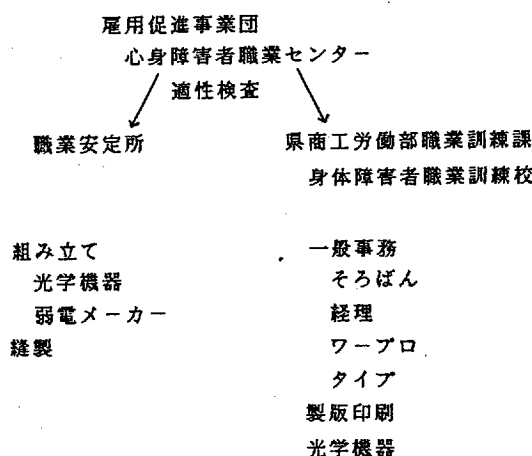 雇用促進事業団
心身障害者職業センター
適性検査
職業安定所
県商工労働部職業訓練課
身体障害者職業訓練校
組み立て
光学機器
弱電メーカー
縫製
一般事務
そろばん
経理
ワープロ
タイプ
製版印刷
光学機器